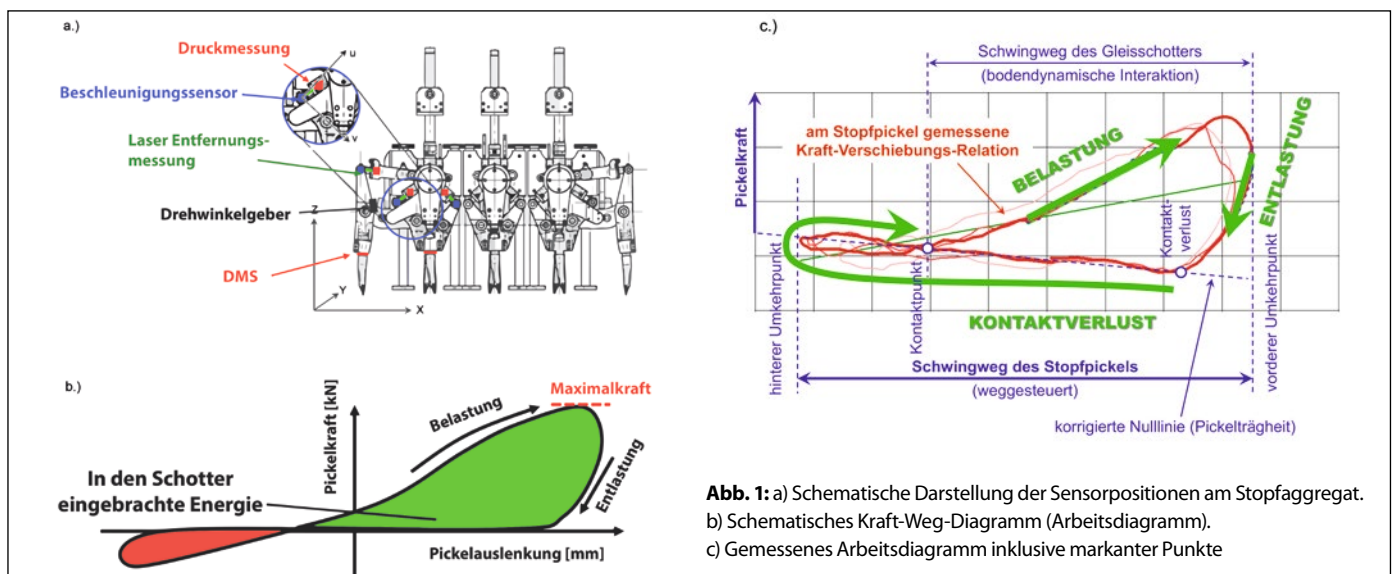 a.)
Druckmessung
u
Beschleunigungssensor
v
Laser Entfernungs-
messung
Drehwinkelgeber
Z
DMS
Y
X
b.)
Pickelkraft [kN]
Maximalkraft
Belastung
Entlastung
In den Schotter
eingebrachte Energie
Pickelauslenkung [mm]
c.)
Schwingweg des Gleisschotters
(bodendynamische Interaktion)
Pickelkraft
am Stopfpickel gemessene
Kraft-Verschiebungs-Relation
BELASTUNG
ENTLASTUNG
Kontakt-
verlust
hinterer Umkehrpunkt
Kontaktpunkt
KONTAKTVERLUST
vorderer Umkehrpunkt
Schwingweg des Stopfpickels
(weggesteuert)
korrigierte Nulllinie (Pickelträgheit)
Abb. 1: a) Schematische Darstellung der Sensorpositionen am Stopfaggregat.
b) Schematisches Kraft-Weg-Diagramm (Arbeitsdiagramm).
c) Gemessenes Arbeitsdiagramm inklusive markanter Punkte